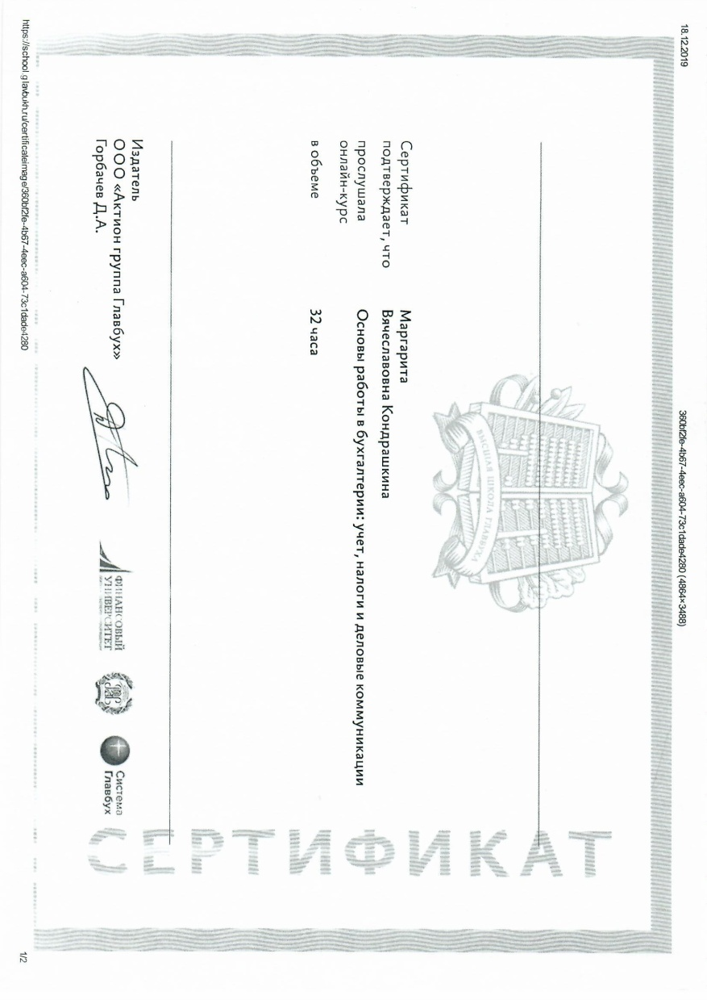 18.12.2019
360bf2fe-4b67-4eec-a604-73c1dade4280 (4864×3488)
ВЫСШАЯ ШКОЛА ГЛАВБУХА
Сертификат
подтверждает, что
Маргарита
Вячеславовна Кондрашкина
прослушала
онлайн-курс
Основы работы в бухгалтерии: учет, налоги и деловые коммуникации
в объеме
32 часа
СЕРТИФИКАТ
Издатель
ООО «Актион группа Главбух»
Горбачев Д.А.
ФИНАНСОВЫЙ
УНИВЕРСИТЕТ
Система
Главбух
https://school.glavbukh.ru/certificateimage/360bf2fe-4b67-4eec-a604-73c1dade4280
1/2